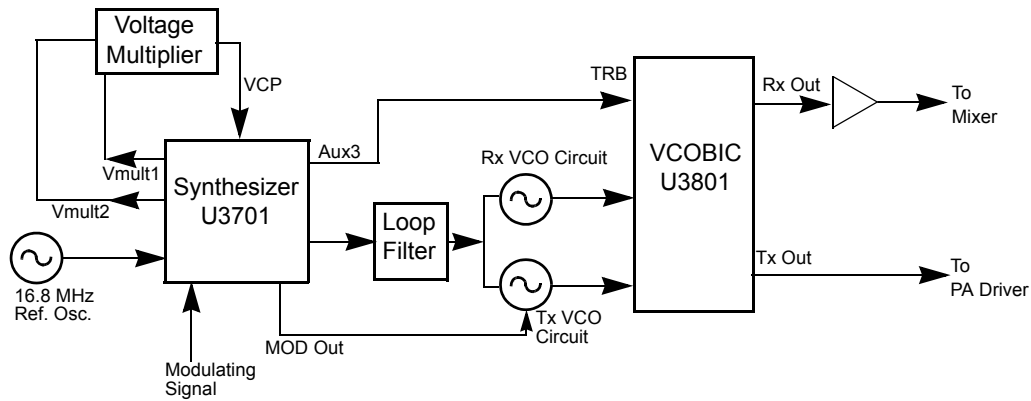 Voltage
Multiplier
VCP
TRB
Rx Out
To
Mixer
Aux3
Vmult1
Rx VCO Circuit
VCOBIC
U3801
Synthesizer
U3701
Vmult2
Loop
Filter
Tx Out
To
PA Driver
16.8 MHz
Ref. Osc.
Tx VCO
Circuit
MOD Out
Modulating
Signal